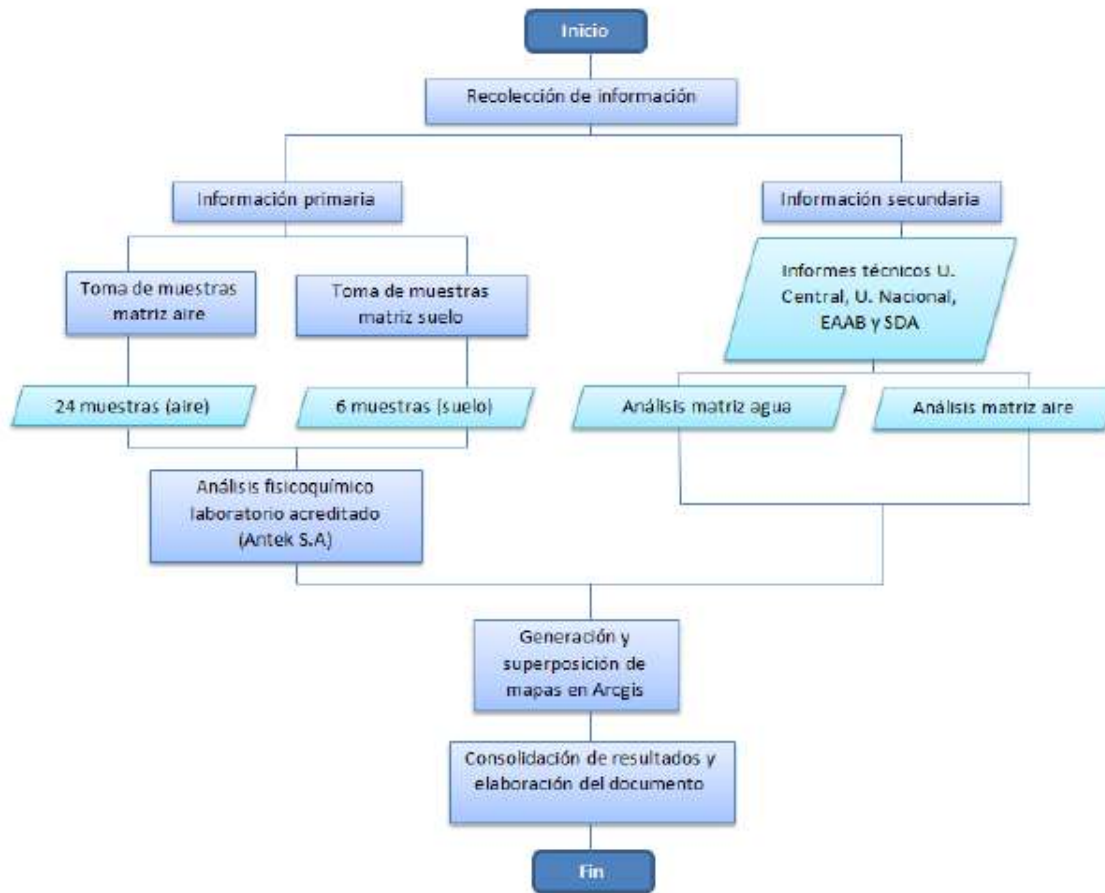 Inicio
Recolección de información
Información primaria
Información secundaria
Toma de muestras
matriz aire
Toma de muestras
matriz suelo
Informes técnicos U.
Central, U. Nacional,
EAAB y SDA
24 muestras (aire)
6 muestras (suelo)
Análisis matriz agua
Análisis matriz aire
Análisis fisicoquímico
laboratorio acreditado
(Antek S.A)
Generación y
superposición de
mapas en Arcgis
Consolidación de resultados y
elaboración del documento
Fin